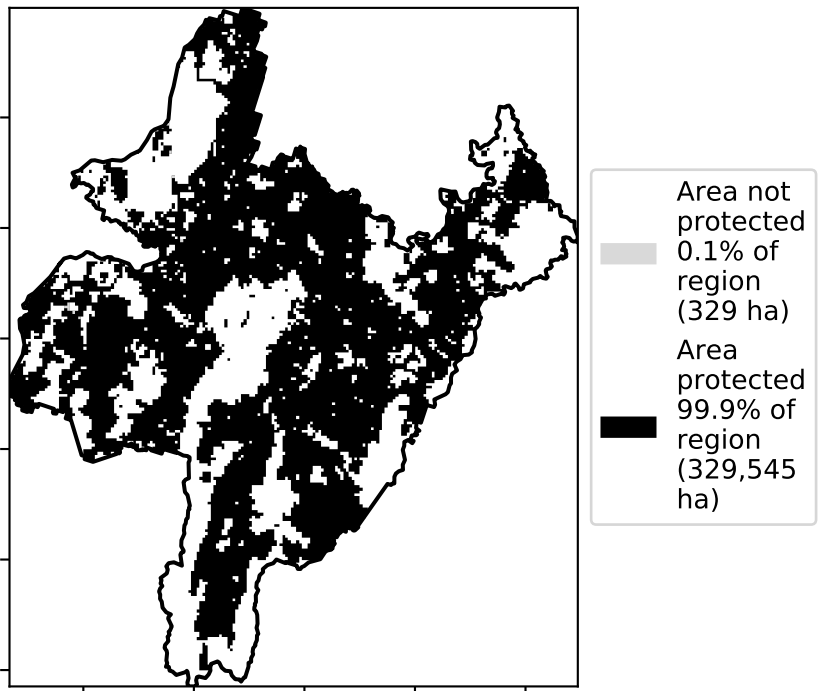 Area not
protected
0.1% of
region
(329 ha)
Area
protected
99.9% of
region
(329,545
ha)